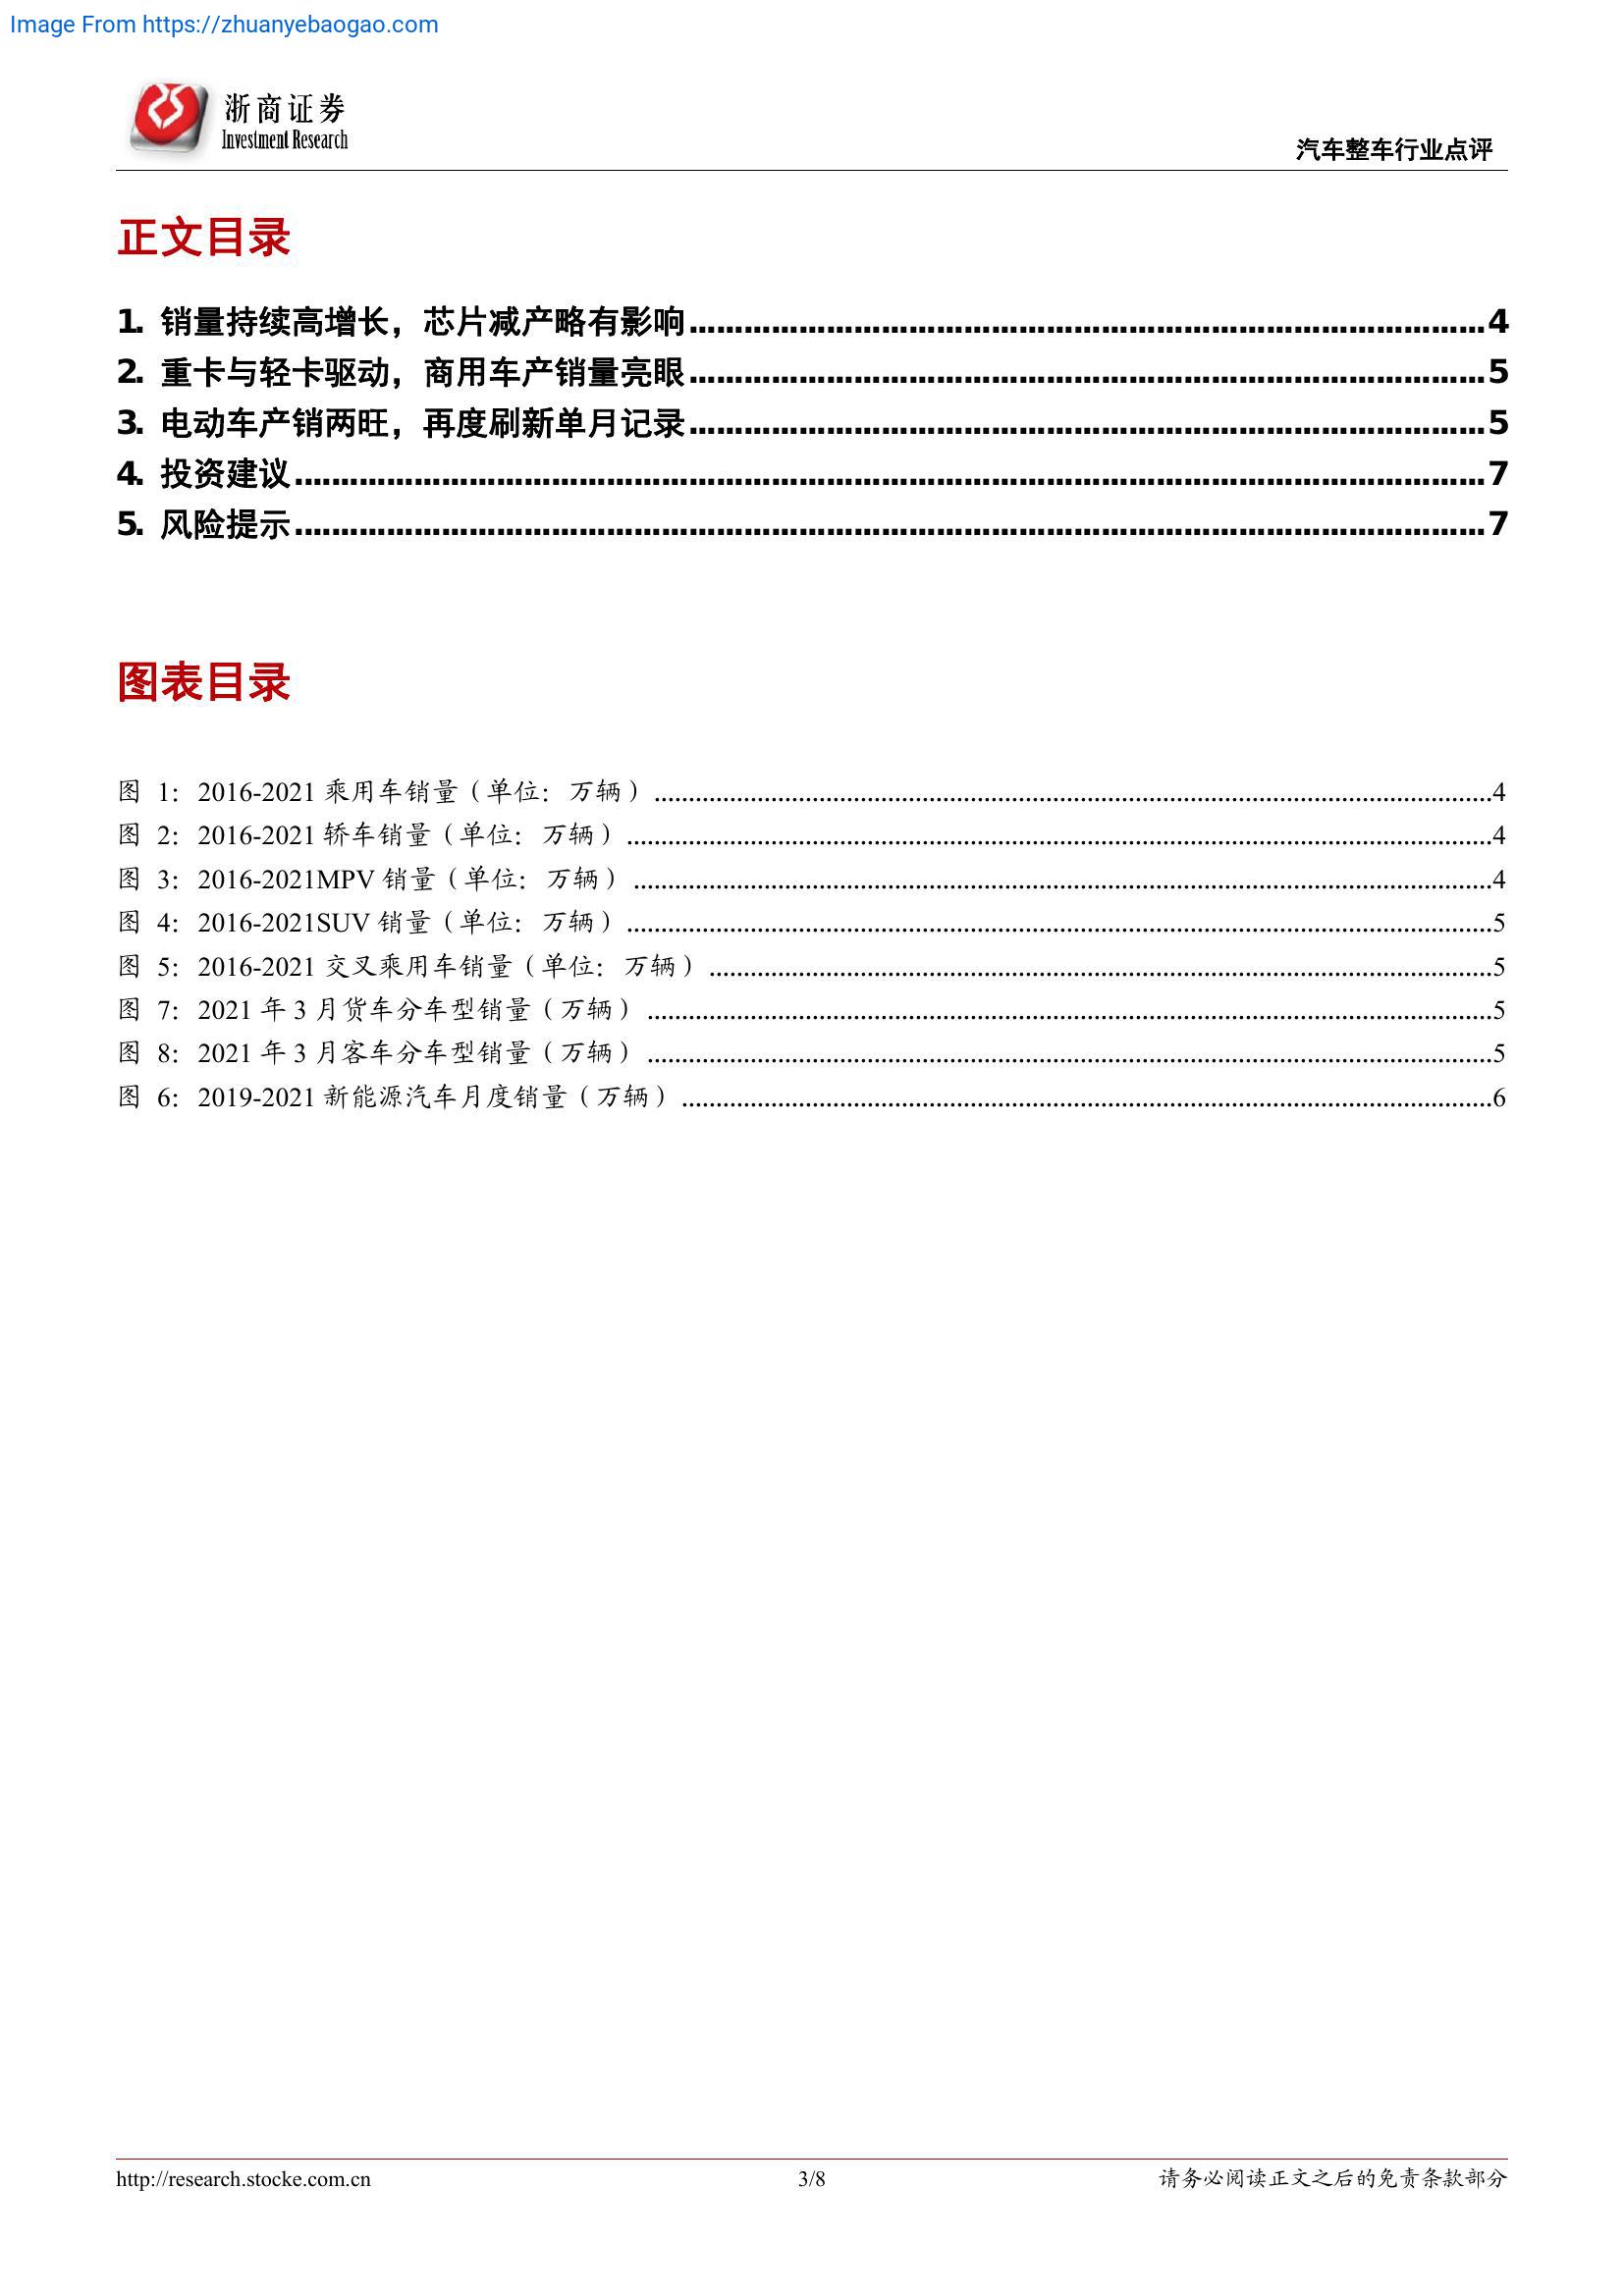 Image From https://zhuanyebaogao.com
浙商证券
Investment Research
汽车整车行业点评
正文目录
1. 销量持续高增长，芯片减产略有影响........................................4
2. 重卡与轻卡驱动，商用车产销量亮眼........................................5
3. 电动车产销两旺，再度刷新单月记录........................................5
4. 投资建议........................................7
5. 风险提示........................................7
图表目录
图 1：2016-2021 乘用车销量（单位：万辆）........................................4
图 2：2016-2021 轿车销量（单位：万辆）........................................4
图 3：2016-2021MPV 销量（单位：万辆）........................................4
图 4：2016-2021SUV 销量（单位：万辆）........................................5
图 5：2016-2021 交叉乘用车销量（单位：万辆）........................................5
图 7：2021 年 3 月货车分车型销量（万辆）........................................5
图 8：2021 年 3 月客车分车型销量（万辆）........................................5
图 6：2019-2021 新能源汽车月度销量（万辆）........................................6
http://research.stocke.com.cn
3/8
请务必阅读正文之后的免责条款部分